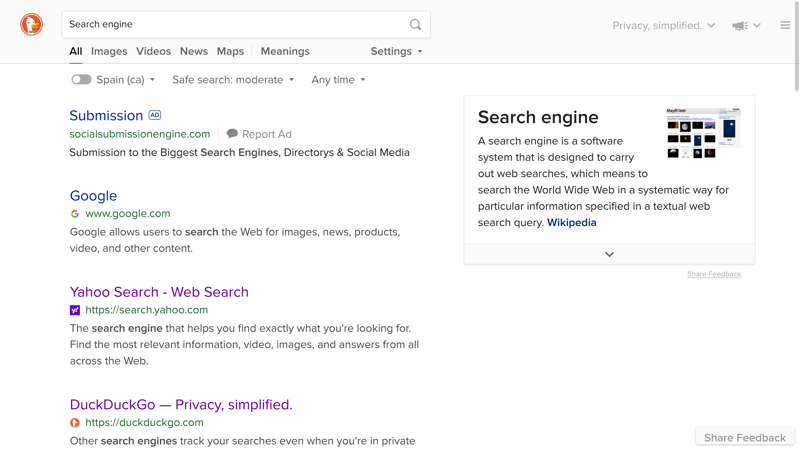 Search engine
Privacy, simplified.
All Images Videos News Maps Meanings Settings
Spain (ca) Safe search: moderate Any time
Submission AD
socialsubmissionengine.com Report Ad
Submission to the Biggest Search Engines, Directorys & Social Media
Google
G www.google.com
Google allows users to search the Web for images, news, products,
video, and other content.
Yahoo Search - Web Search
https://search.yahoo.com
The search engine that helps you find exactly what you're looking for.
Find the most relevant information, video, images, and answers from all
across the Web.
DuckDuckGo — Privacy, simplified.
https://duckduckgo.com
Other search engines track your searches even when you're in private
Search engine
A search engine is a software
system that is designed to carry
out web searches, which means to
search the World Wide Web in a systematic way for
particular information specified in a textual web
search query. Wikipedia
Share Feedback
Share Feedback